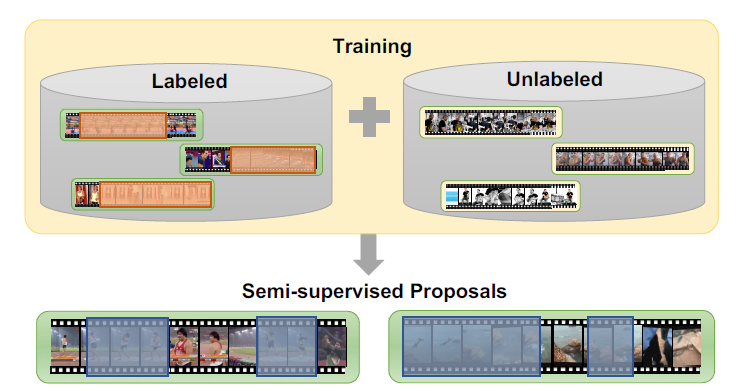 Training
Labeled
Unlabeled
Semi-supervised Proposals